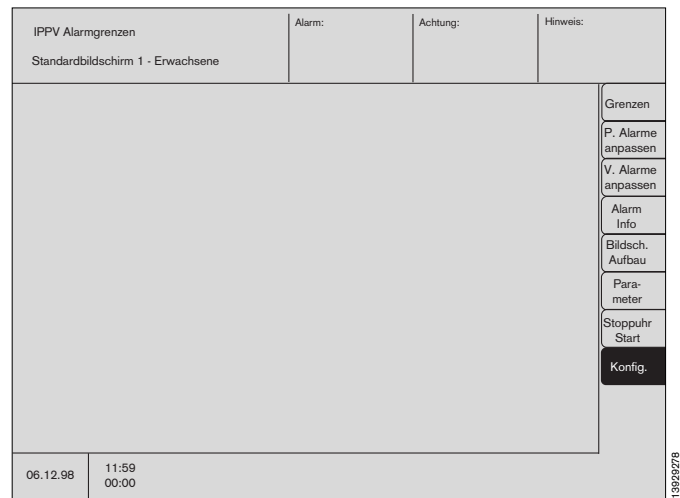 IPPV Alarmgrenzen
Standardbildschirm 1 - Erwachsene
Alarm:
Achtung:
Hinweis:
Grenzen
P. Alarme
anpassen
V. Alarme
anpassen
Alarm
Info
Bildsch.
Aufbau
Para-
meter
Stoppuhr
Start
Konfig.
06.12.98
11:59
00:00
13929278